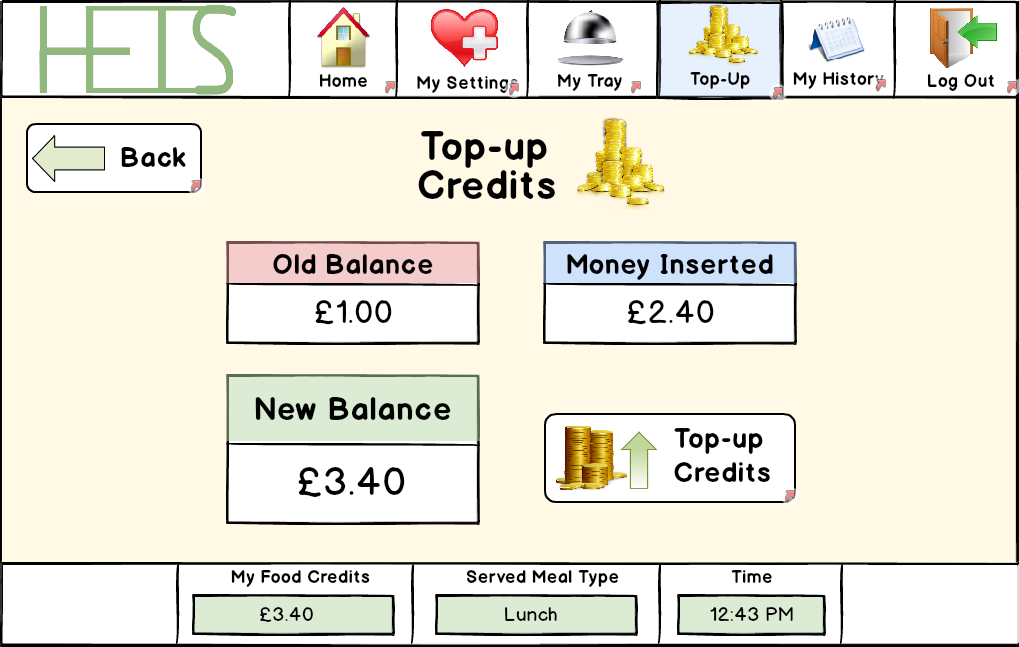 HETS
Home
My Settings
My Tray
Top-Up
My History
Log Out
Back
Top-up
Credits
Old Balance
£1.00
Money Inserted
£2.40
New Balance
£3.40
Top-up
Credits
My Food Credits
£3.40
Served Meal Type
Lunch
Time
12:43 PM